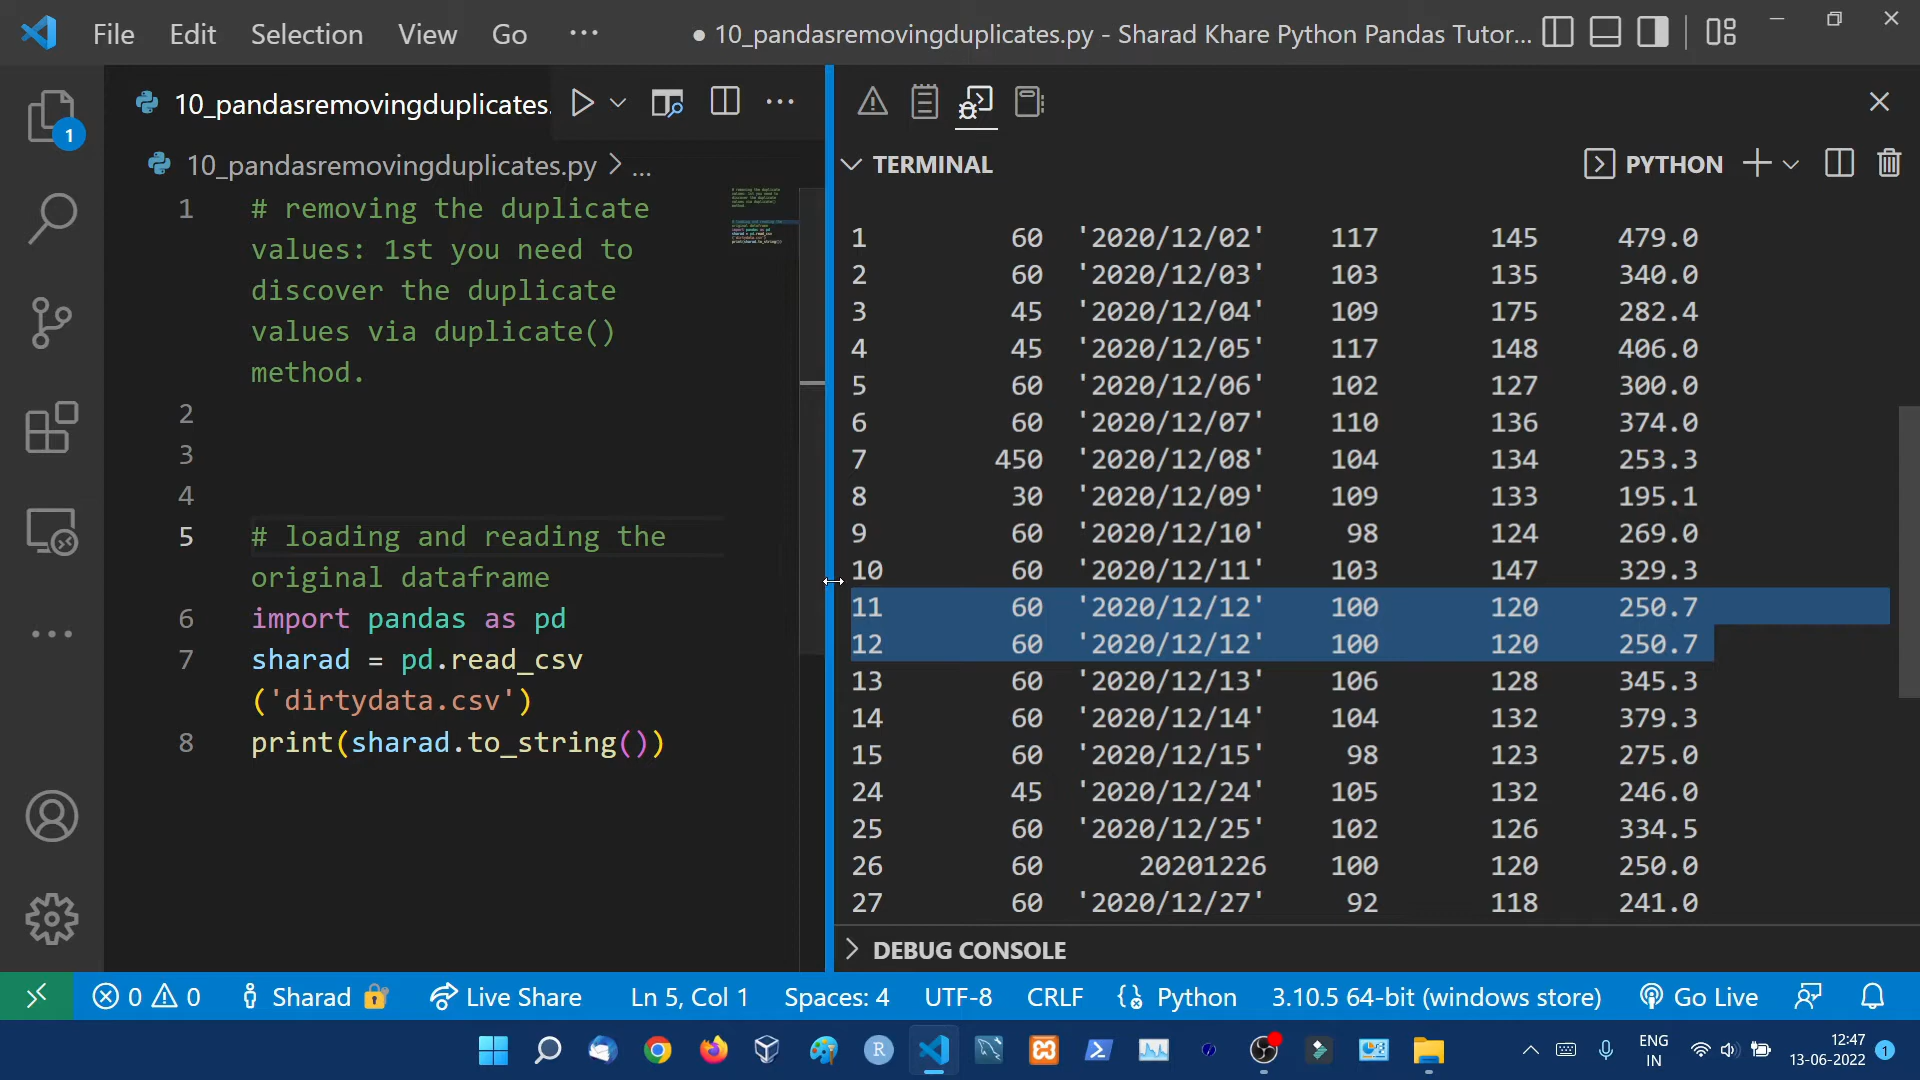 File Edit Selection View Go ··· ● 10_pandasremovingduplicates.py - Sharad Khare Python Pandas Tutor...
10_pandasremovingduplicates.
10_pandasremovingduplicates.py > ...
1 # removing the duplicate
values: 1st you need to
discover the duplicate
values via duplicate()
method.
2
3
4
5 # loading and reading the
original dataframe
6 import pandas as pd
7 sharad = pd.read_csv
('dirtydata.csv')
8 print(sharad.to_string())
1
TERMINAL
PYTHON
1 60 '2020/12/02' 117 145 479.0
2 60 '2020/12/03' 103 135 340.0
3 45 '2020/12/04' 109 175 282.4
4 45 '2020/12/05' 117 148 406.0
5 60 '2020/12/06' 102 127 300.0
6 60 '2020/12/07' 110 136 374.0
7 450 '2020/12/08' 104 134 253.3
8 30 '2020/12/09' 109 133 195.1
9 60 '2020/12/10' 98 124 269.0
10 60 '2020/12/11' 103 147 329.3
11 60 '2020/12/12' 100 120 250.7
12 60 '2020/12/12' 100 120 250.7
13 60 '2020/12/13' 106 128 345.3
14 60 '2020/12/14' 104 132 379.3
15 60 '2020/12/15' 98 123 275.0
24 45 '2020/12/24' 105 132 246.0
25 60 '2020/12/25' 102 126 334.5
26 60 20201226 100 120 250.0
27 60 '2020/12/27' 92 118 241.0
DEBUG CONSOLE
0 0 Sharad Live Share Ln 5, Col 1 Spaces: 4 UTF-8 CRLF Python 3.10.5 64-bit (windows store) Go Live
R
ENG
IN
12:47
13-06-2022
1